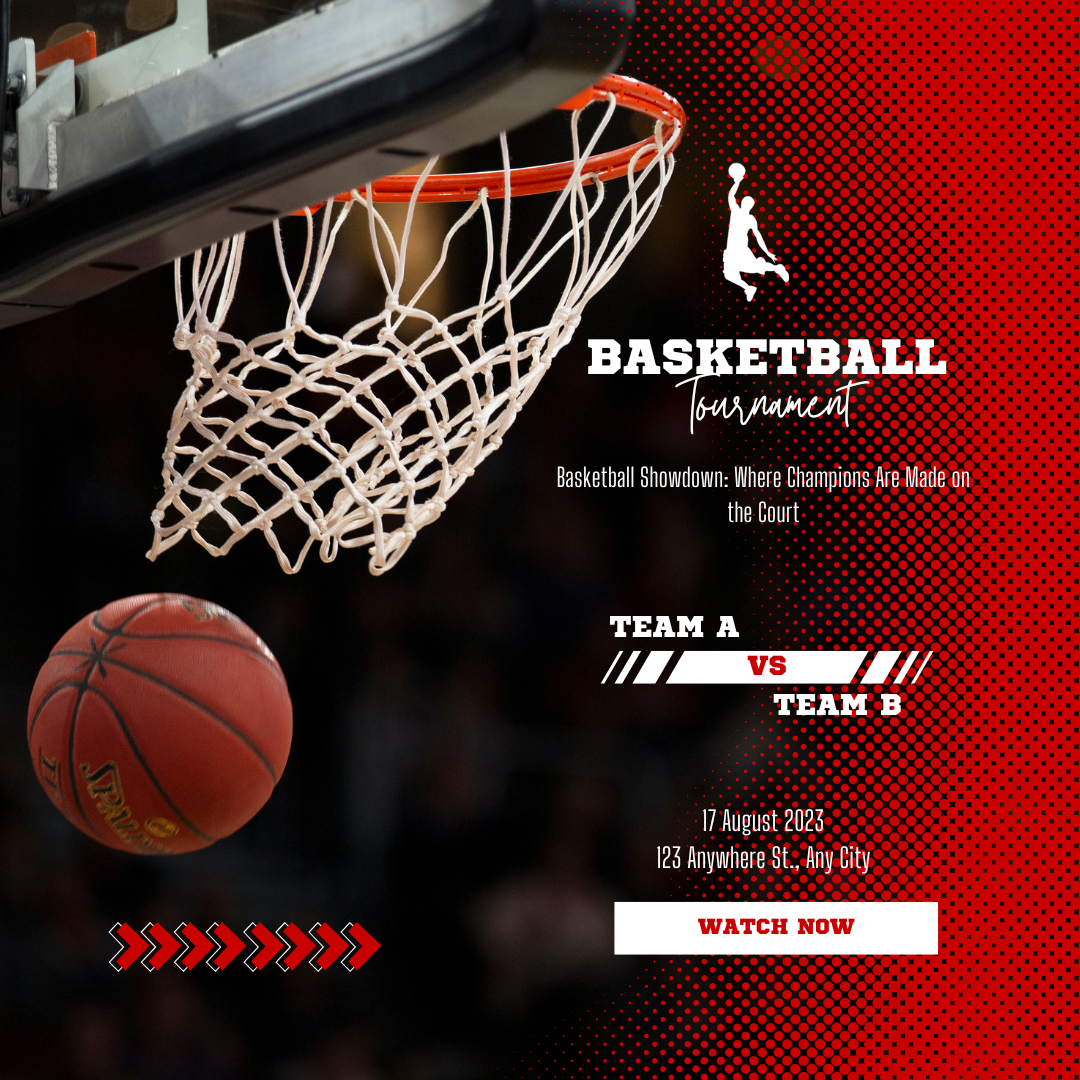 BASKETBALL
Tournament
Basketball Showdown: Where Champions Are Made on
the Court
TEAM A
VS
TEAM B
17 August 2023
123 Anywhere St., Any City
WATCH NOW